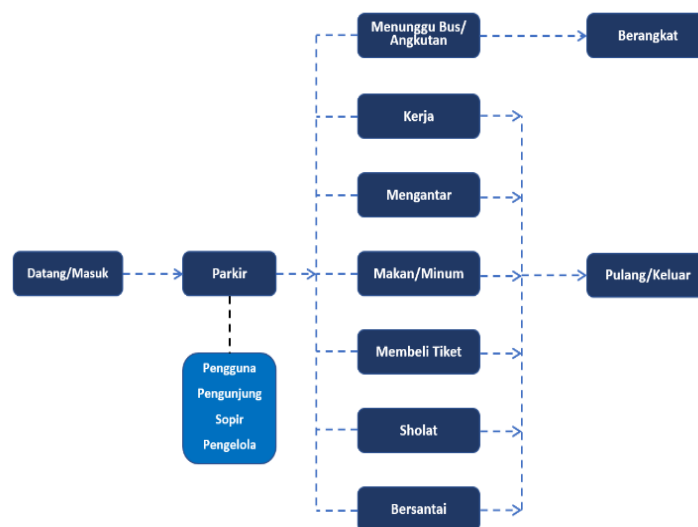 Menunggu Bus/
Angkutan
Berangkat
Kerja
Mengantar
Datang/Masuk
Parkir
Makan/Minum
Pulang/Keluar
Membeli Tiket
Pengguna
Pengunjung
Sopir
Pengelola
Sholat
Bersantai